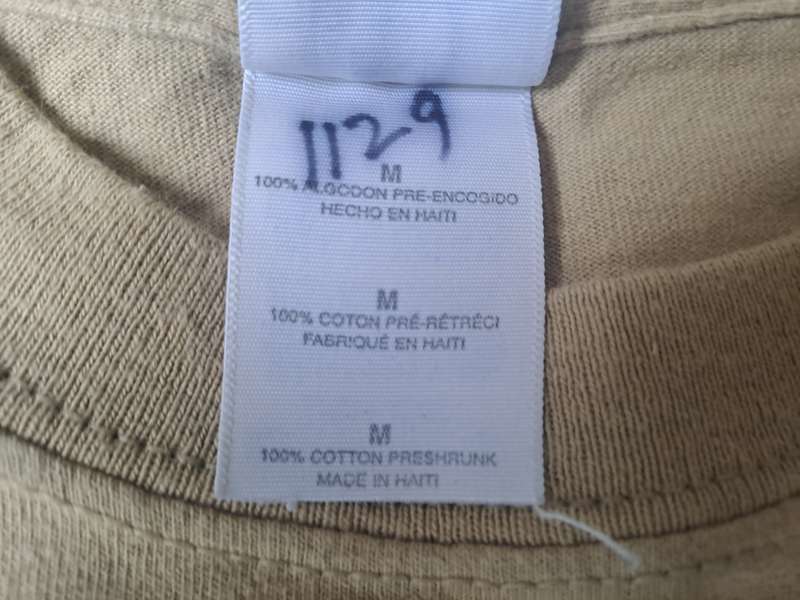 1129
M
100% ALGODON PRE-ENCOGIDO
HECHO EN HAITI
M
100% COTON PRÉ-RÉTRÉCI
FABRIQUÉ EN HAITI
M
100% COTTON PRESHRUNK
MADE IN HAITI